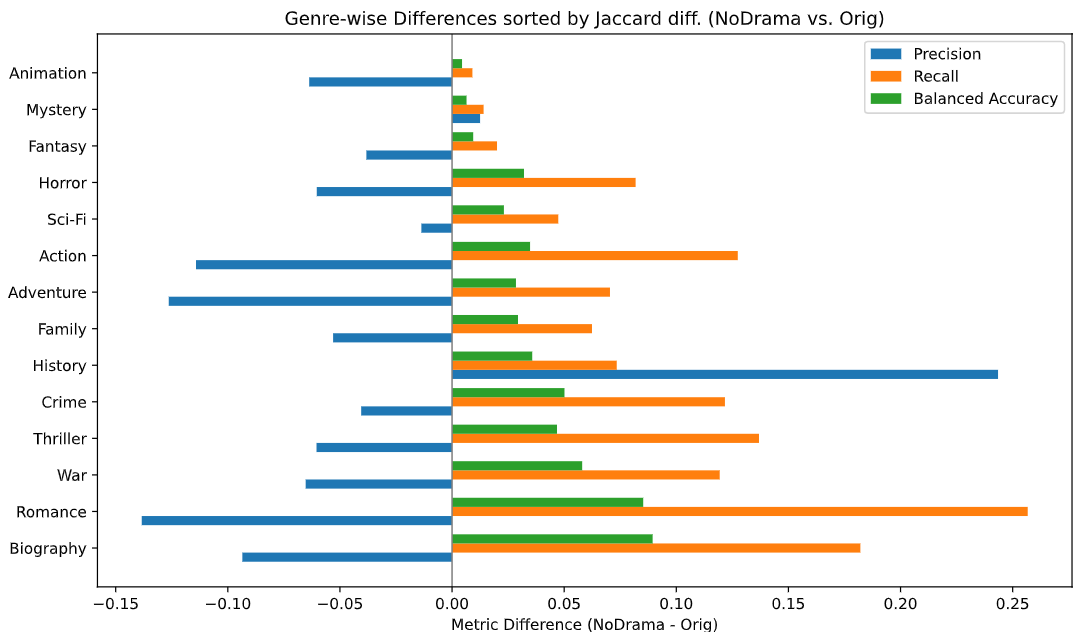 Genre-wise Differences sorted by Jaccard diff. (NoDrama vs. Orig)
Precision
Recall
Balanced Accuracy
Animation
Mystery
Fantasy
Horror
Sci-Fi
Action
Adventure
Family
History
Crime
Thriller
War
Romance
Biography
−0.15 −0.10 −0.05 0.00 0.05 0.10 0.15 0.20 0.25
Metric Difference (NoDrama - Orig)